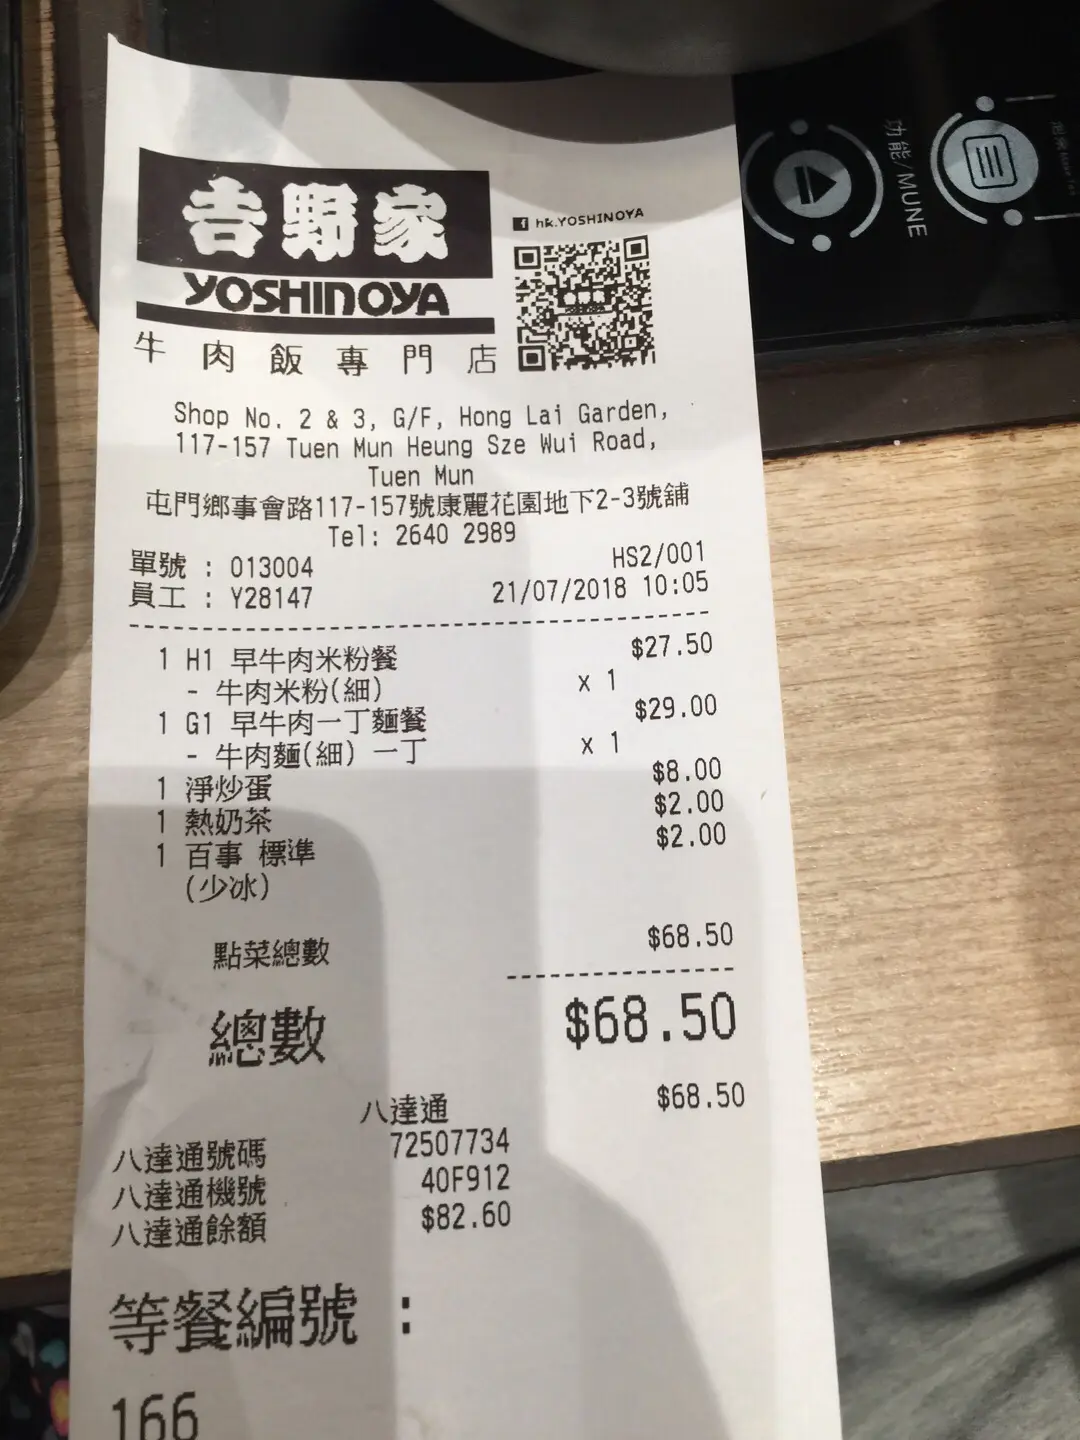 吉野家
YOSHINOYA
hk.YOSHINOYA
牛肉飯專門店
Shop No. 2 & 3, G/F, Hong Lai Garden,
117-157 Tuen Mun Heung Sze Wui Road,
Tuen Mun
屯門鄉事會路117-157號康麗花園地下2-3號舖
Tel: 2640 2989
單號 : 013004 HS2/001
員工 : Y28147 21/07/2018 10:05
1 H1 早牛肉米粉餐 $27.50
- 牛肉米粉(細) x 1
1 G1 早牛肉一丁麵餐 $29.00
- 牛肉麵(細) 一丁 x 1
1 淨炒蛋 $8.00
1 熱奶茶 $2.00
1 百事 標準 $2.00
(少冰)
點菜總數 $68.50
總數 $68.50
八達通 $68.50
八達通號碼 72507734
八達通機號 40F912
八達通餘額 $82.60
等餐編號 :
166
功能/MUNE